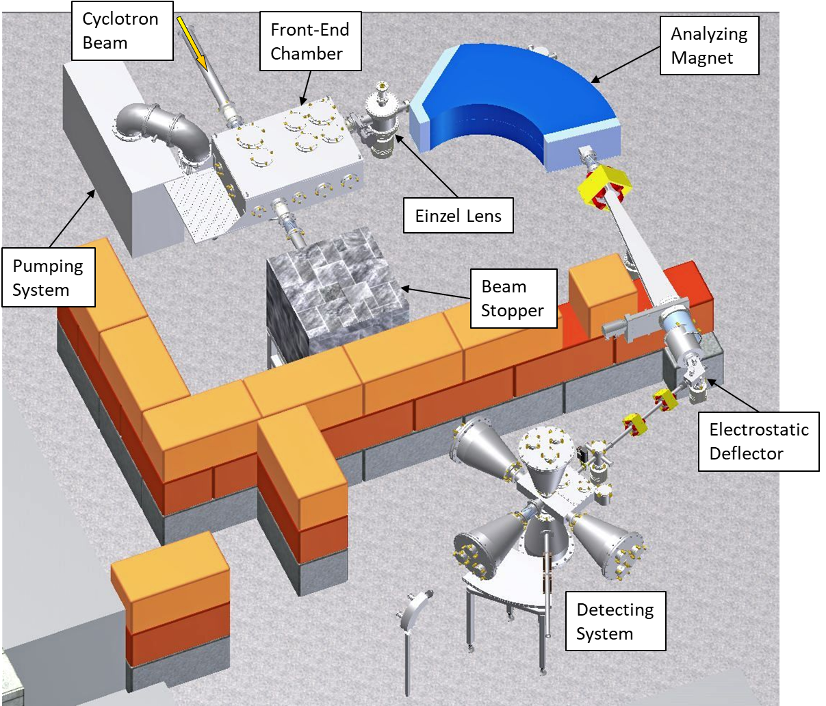 Cyclotron
Beam
Front-End
Chamber
Analyzing
Magnet
Einzel Lens
Pumping
System
Beam
Stopper
Electrostatic
Deflector
Detecting
System